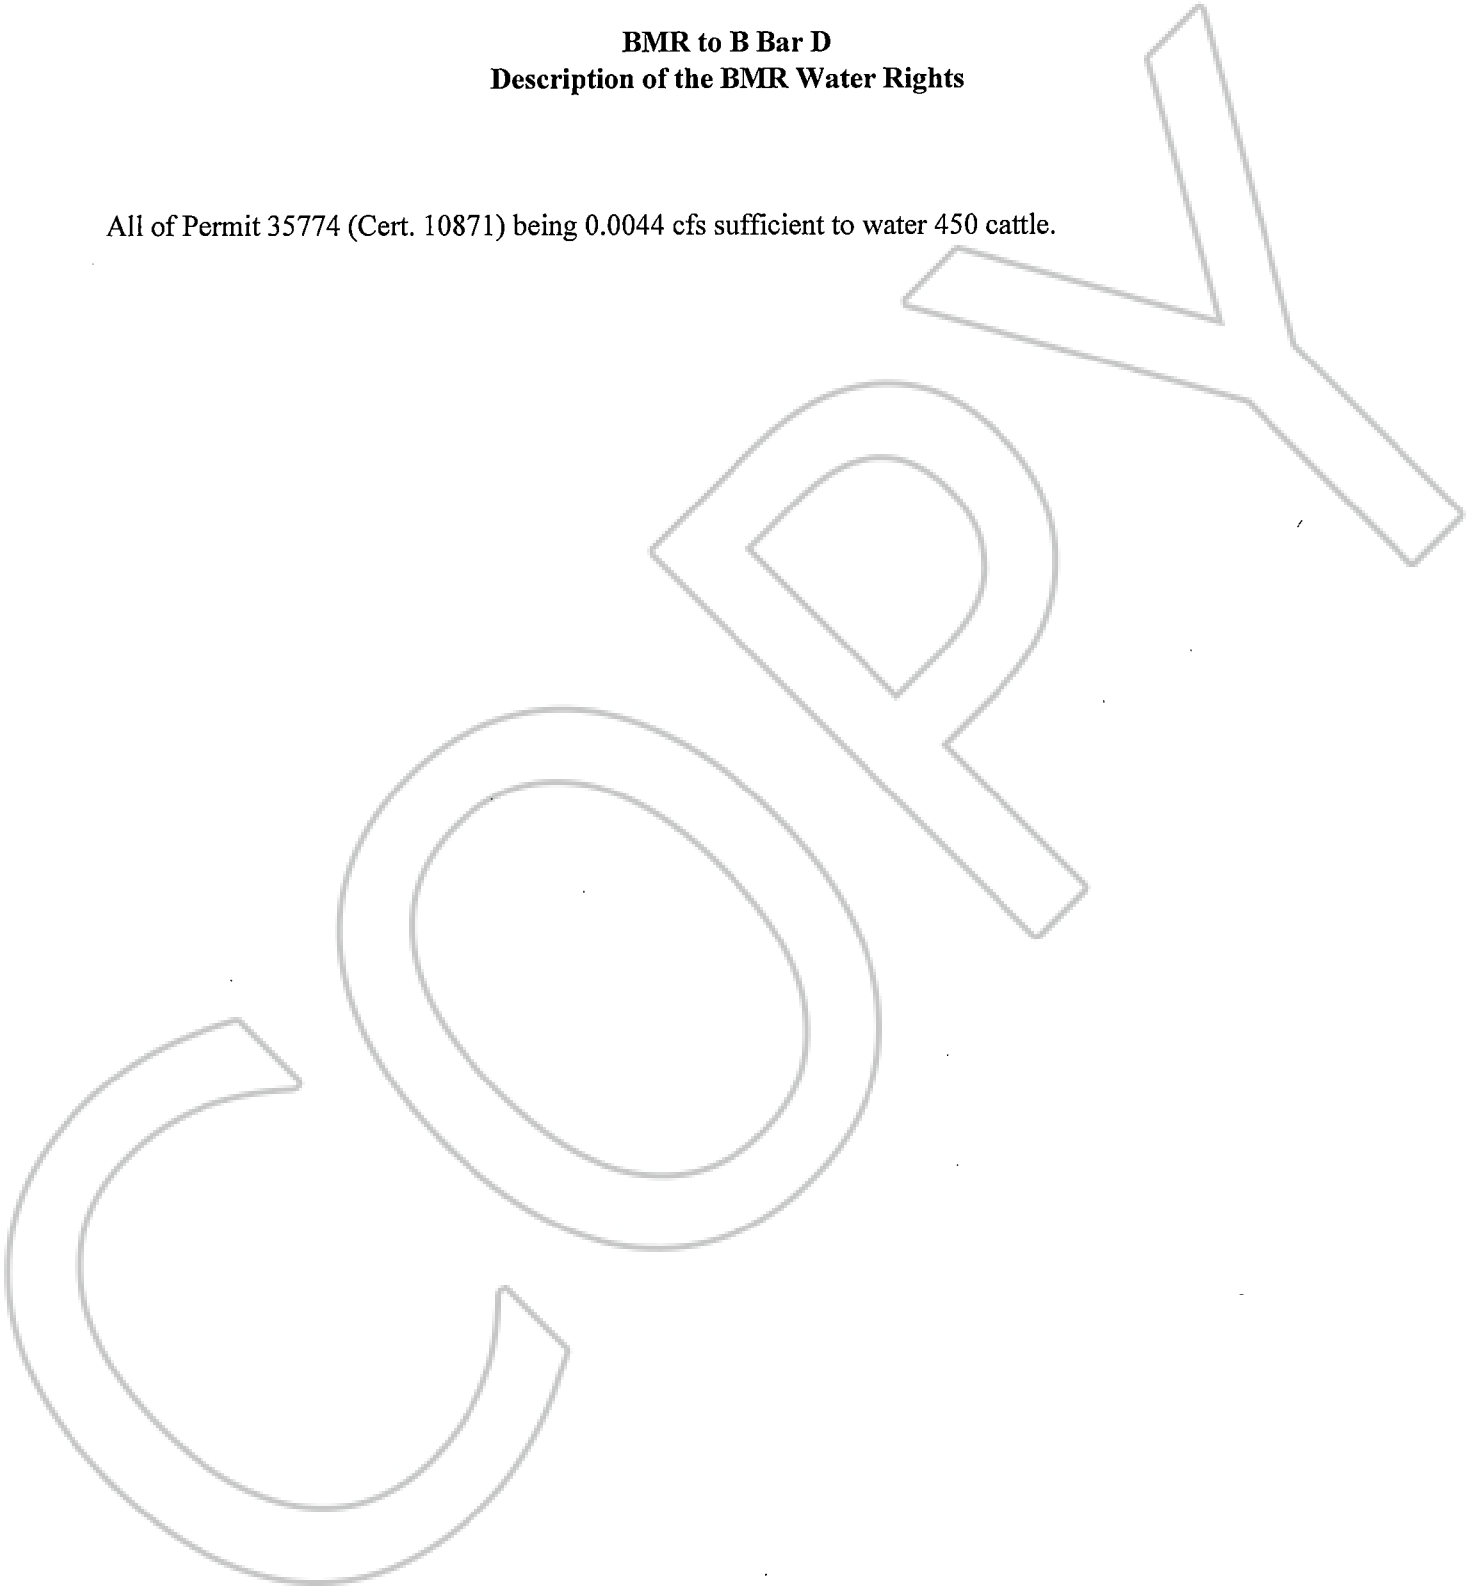 BMR to B Bar D
Description of the BMR Water Rights
All of Permit 35774 (Cert. 10871) being 0.0044 cfs sufficient to water 450 cattle.
COPY